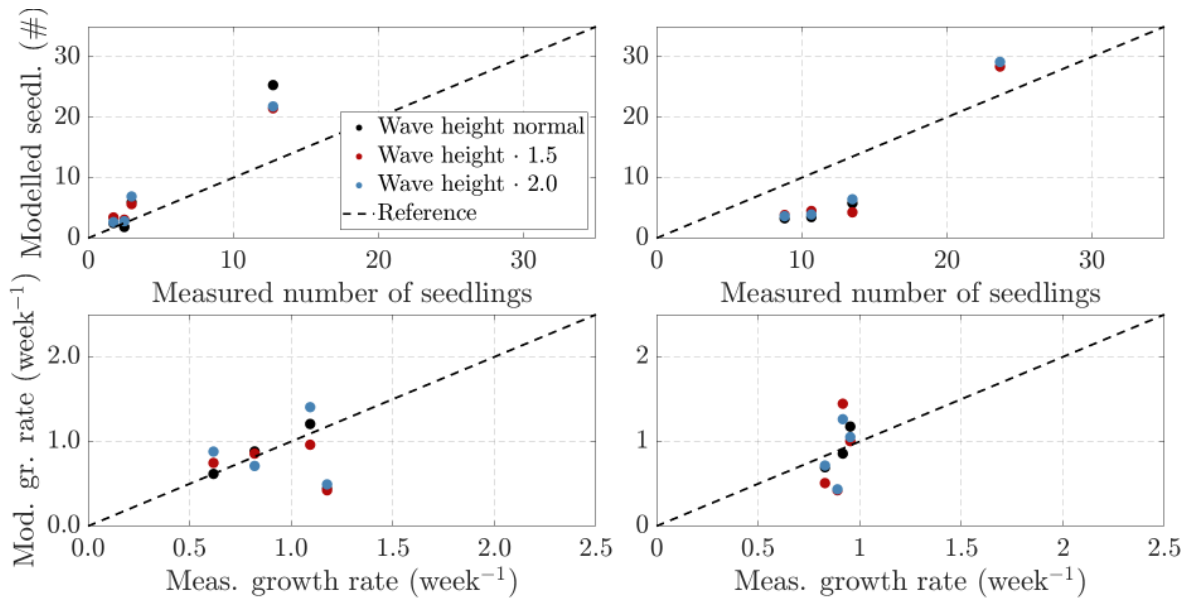 Modelled seedl. (#)
30
20
10
0
0 10 20 30
Measured number of seedlings
Wave height normal
Wave height · 1.5
Wave height · 2.0
Reference
30
20
10
0
0 10 20 30
Measured number of seedlings
Mod. gr. rate (week⁻¹)
2.0
1.0
0.0
0.0 0.5 1.0 1.5 2.0 2.5
Meas. growth rate (week⁻¹)
2
1
0
0 0.5 1 1.5 2 2.5
Meas. growth rate (week⁻¹)